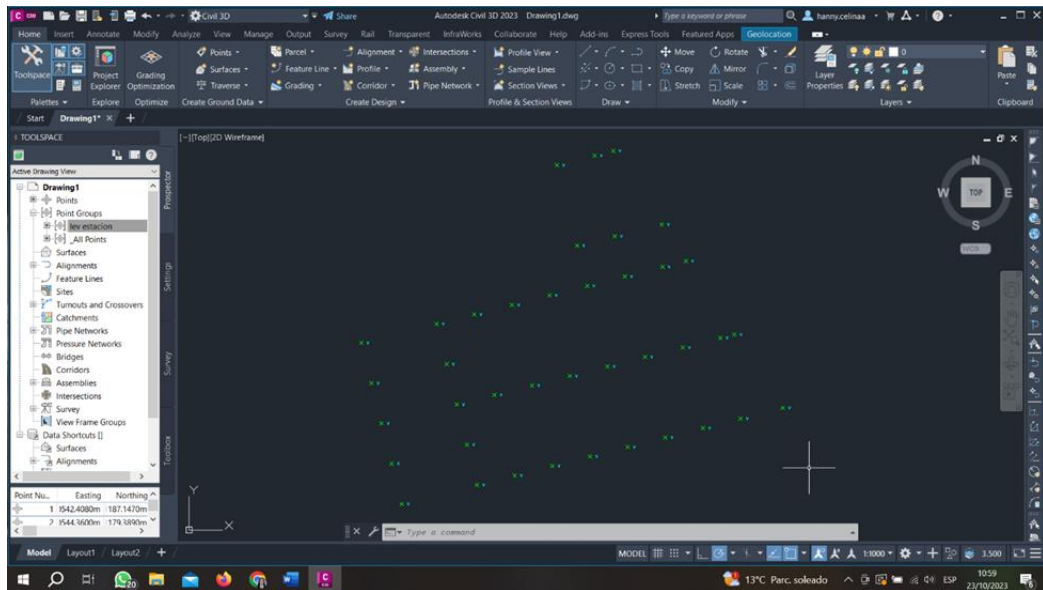 Civil 3D Share Autodesk Civil 3D 2023 Drawing1.dwg Type a keyword or phrase hanny.celinaa
Home Insert Annotate Modify Analyze View Manage Output Survey Rail Transparent InfraWorks Collaborate Help Add-ins Express Tools Featured Apps Geolocation
Points Parcel Alignment Intersections Profile View Move Rotate 0
Toolspace Project Explorer Grading Optimization Surfaces Feature Line Profile Assembly Sample Lines Copy Mirror Layer Properties Paste
Traverse Grading Corridor Pipe Network Section Views Stretch Scale
Palettes Explore Optimize Create Ground Data Create Design Profile & Section Views Draw Modify Layers Clipboard
Start Drawing1* +
TOOLSPACE
[-][Top][2D Wireframe]
Active Drawing View
Drawing1
Points
Point Groups
lev estacion
_All Points
Surfaces
Alignments
Feature Lines
Sites
Turnouts and Crossovers
Catchments
Pipe Networks
Pressure Networks
Bridges
Corridors
Assemblies
Intersections
Survey
View Frame Groups
Data Shortcuts []
Surfaces
Alignments
Prospector
Settings
Survey
Toolbox
N
W TOP E
S
WCS
Point Nu... Easting Northing
1 )542.4080m 187.1470m
2 )544.3600m 179.3890m
Y
X
Type a command
Model Layout1 Layout2 + MODEL 1:1000 3.500
20 13°C Parc. soleado ESP 10:59
23/10/2023 6